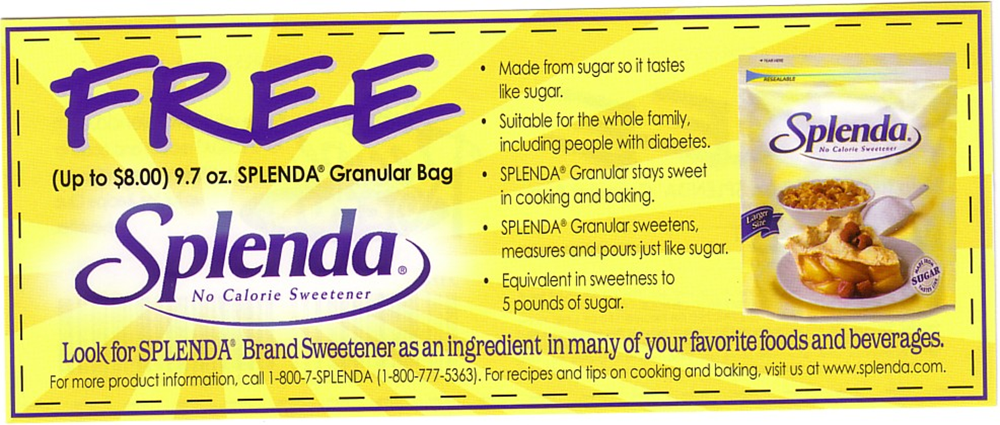 FREE
(Up to $8.00) 9.7 oz. SPLENDA® Granular Bag
Splenda®
No Calorie Sweetener
• Made from sugar so it tastes
like sugar.
• Suitable for the whole family,
including people with diabetes.
• SPLENDA® Granular stays sweet
in cooking and baking.
• SPLENDA® Granular sweetens,
measures and pours just like sugar.
• Equivalent in sweetness to
5 pounds of sugar.
TEAR HERE
RESEALABLE
Splenda®
No Calorie Sweetener
Larger
Size
MADE FROM
SUGAR
TASTES LIKE
Look for SPLENDA® Brand Sweetener as an ingredient in many of your favorite foods and beverages.
For more product information, call 1-800-7-SPLENDA (1-800-777-5363). For recipes and tips on cooking and baking, visit us at www.splenda.com.